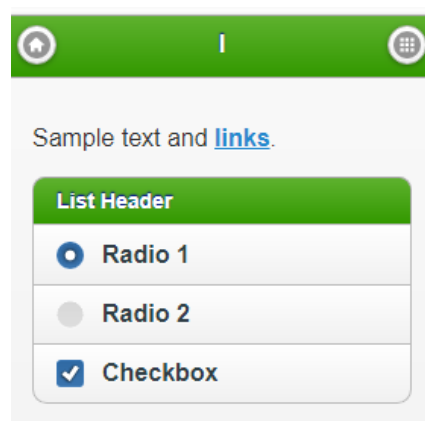 I
Sample text and links.
List Header
Radio 1
Radio 2
Checkbox